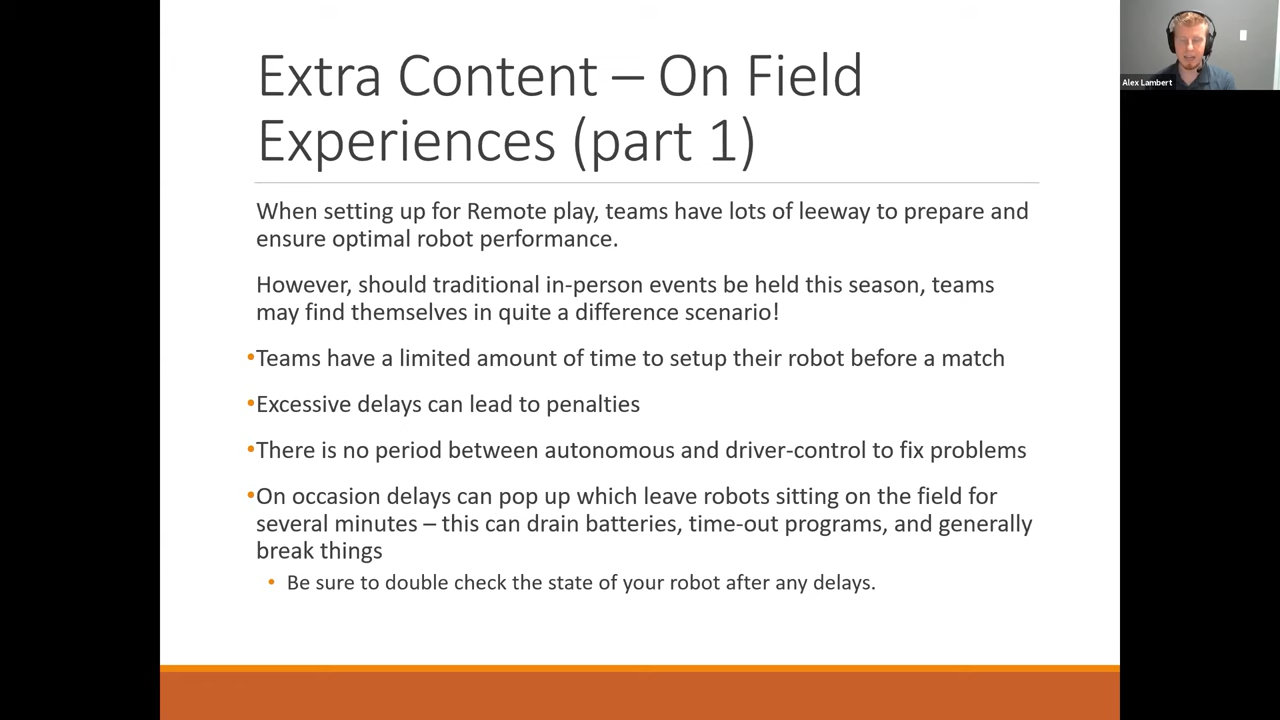 Extra Content – On Field
Experiences (part 1)
When setting up for Remote play, teams have lots of leeway to prepare and
ensure optimal robot performance.
However, should traditional in-person events be held this season, teams
may find themselves in quite a difference scenario!
•Teams have a limited amount of time to setup their robot before a match
•Excessive delays can lead to penalties
•There is no period between autonomous and driver-control to fix problems
•On occasion delays can pop up which leave robots sitting on the field for
several minutes – this can drain batteries, time-out programs, and generally
break things
• Be sure to double check the state of your robot after any delays.
Alex Lambert